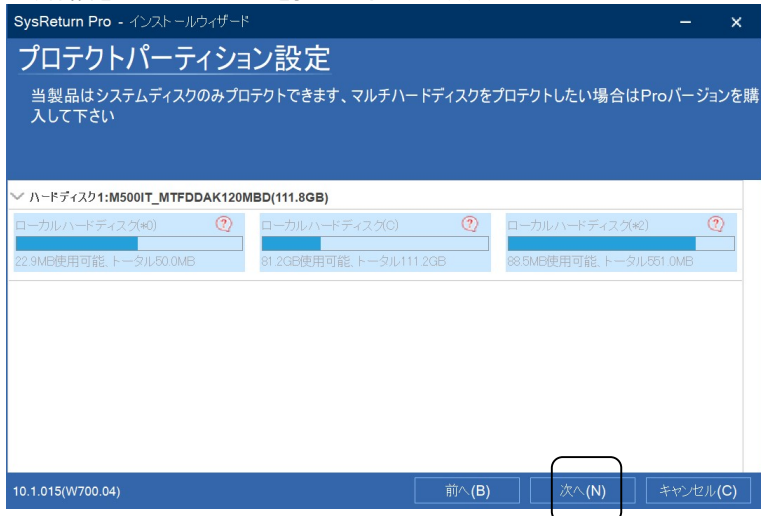 SysReturn Pro - インストールウィザード
プロテクトパーティション設定
当製品はシステムディスクのみプロテクトできます、マルチハードディスクをプロテクトしたい場合はProバージョンを購
入して下さい
ハードディスク1:M500IT_MTFDDAK120MBD(111.8GB)
ローカルハードディスク(*0) ローカルハードディスク(C) ローカルハードディスク(*2)
22.9MB使用可能、トータル50.0MB 81.2GB使用可能、トータル111.2GB 88.5MB使用可能、トータル551.0MB
10.1.015(W700.04) 前へ(B) 次へ(N) キャンセル(C)